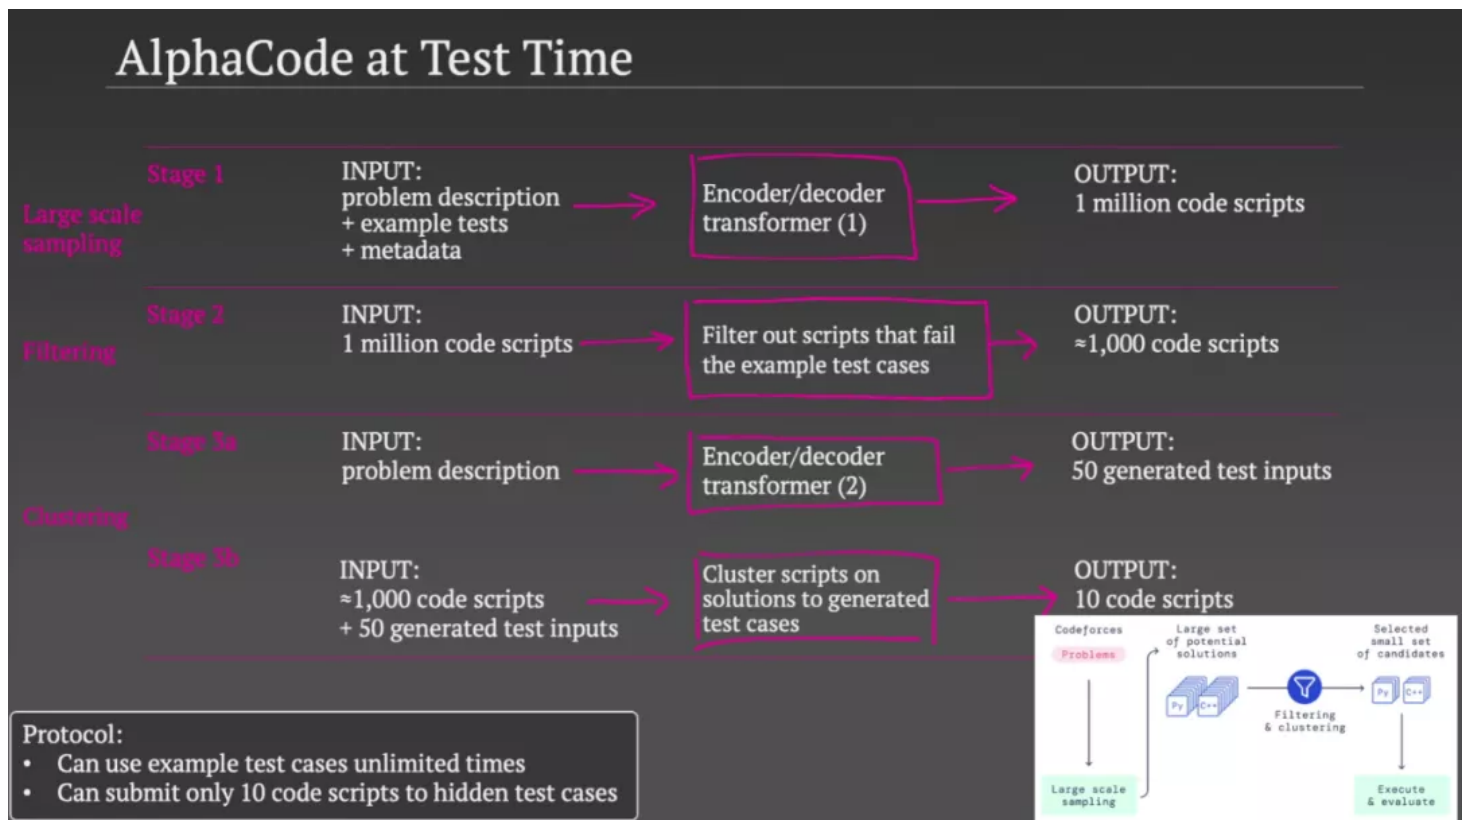 AlphaCode at Test Time
Large scale
sampling
Stage 1
INPUT:
problem description
+ example tests
+ metadata
Encoder/decoder
transformer (1)
OUTPUT:
1 million code scripts
Filtering
Stage 2
INPUT:
1 million code scripts
Filter out scripts that fail
the example test cases
OUTPUT:
≈1,000 code scripts
Clustering
Stage 3a
INPUT:
problem description
Encoder/decoder
transformer (2)
OUTPUT:
50 generated test inputs
Stage 3b
INPUT:
≈1,000 code scripts
+ 50 generated test inputs
Cluster scripts on
solutions to generated
test cases
OUTPUT:
10 code scripts
Protocol:
• Can use example test cases unlimited times
• Can submit only 10 code scripts to hidden test cases
Codeforces
Problems
Large scale
sampling
Large set
of potential
solutions
Py
C++
Filtering
& clustering
Selected
small set
of candidates
Py
C++
Execute
& evaluate